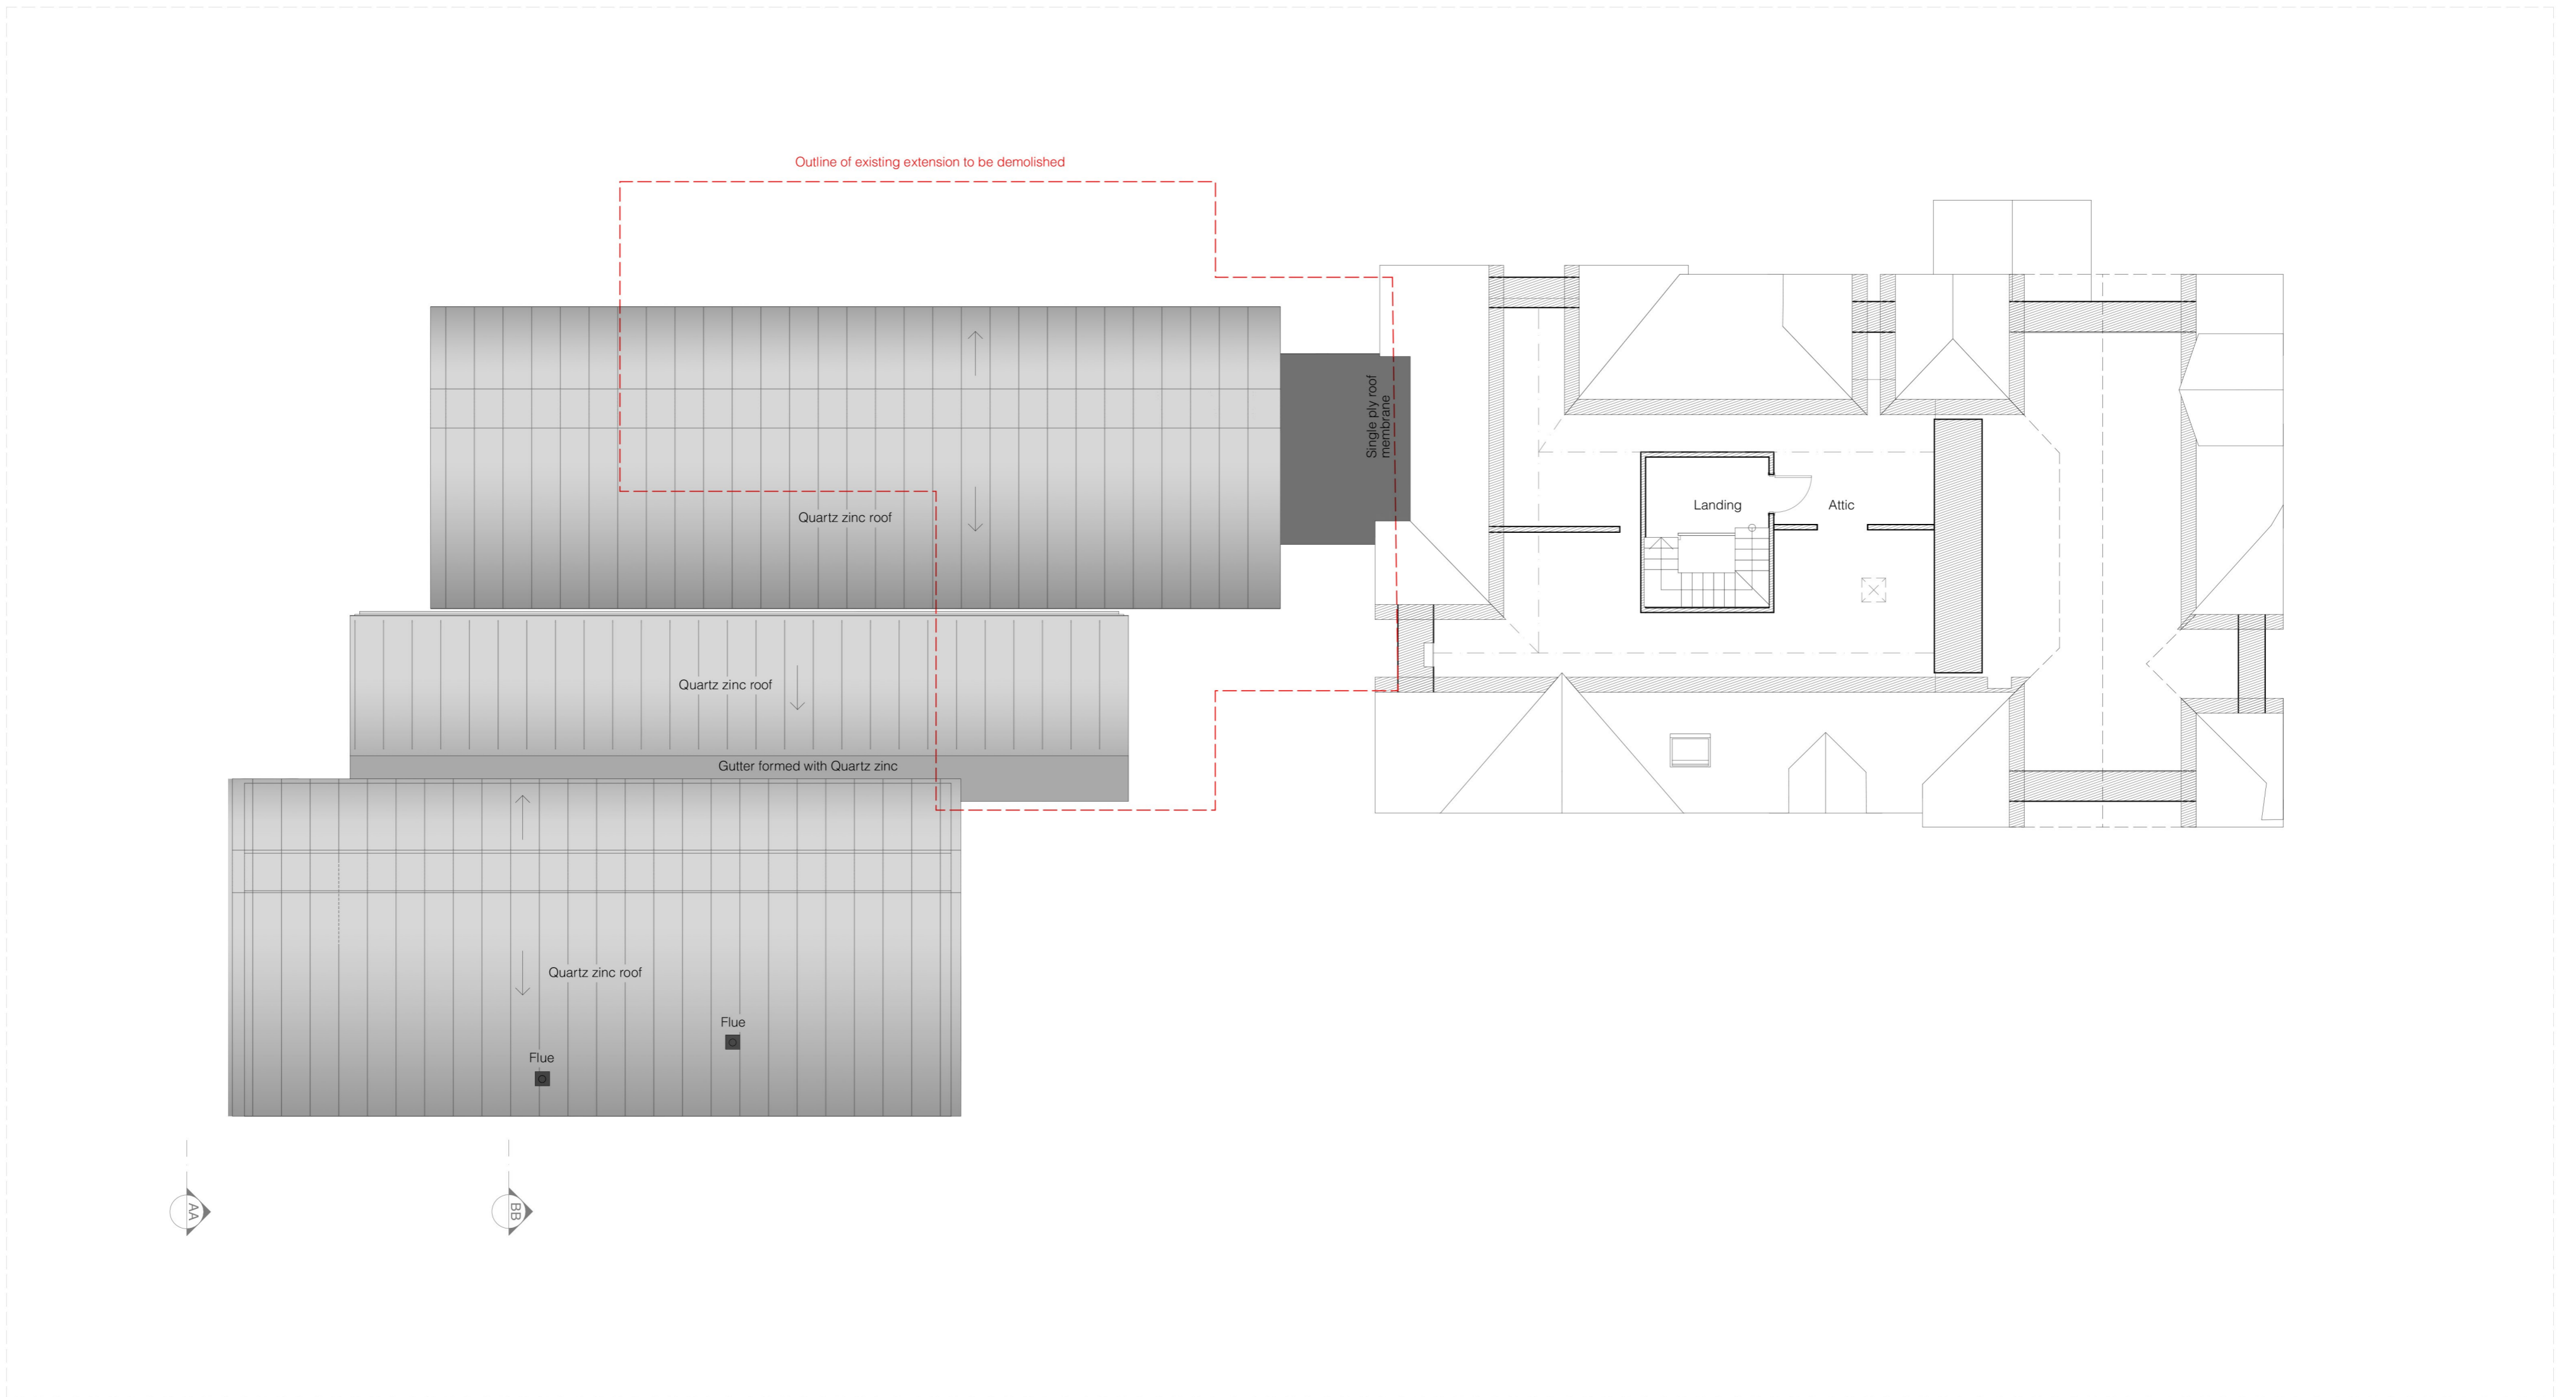 Outline of existing extension to be demolished
Single ply roof
membrane
Landing
Attic
Quartz zinc roof
Quartz zinc roof
Gutter formed with Quartz zinc
Quartz zinc roof
Flue
Flue
AA
BB